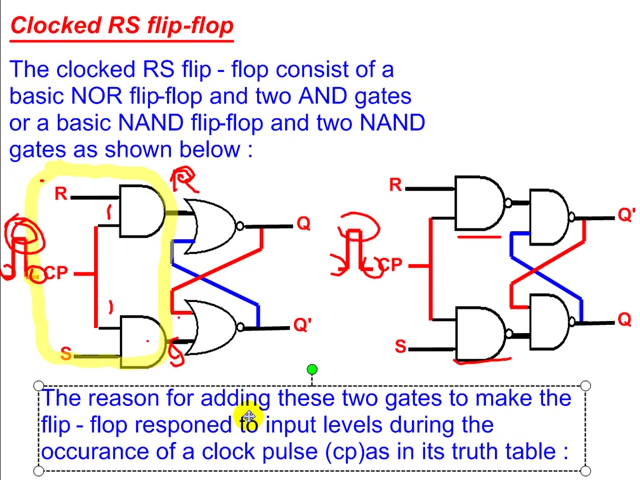 Clocked RS flip-flop
The clocked RS flip - flop consist of a
basic NOR flip-flop and two AND gates
or a basic NAND flip-flop and two NAND
gates as shown below :
R
R
CP
S
S
Q
Q'
1
1
R
CP
S
Q'
Q
The reason for adding these two gates to make the
flip - flop responed to input levels during the
occurance of a clock pulse (cp)as in its truth table :